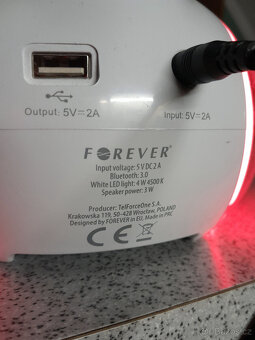 Output: 5V⎓2A
Input: 5V⎓2A
FOREVER®
Input voltage: 5 V DC 2 A
Bluetooth: 3.0
White LED light: 4 W 4500 K
Speaker power: 3 W
Producer: TelForceOne S.A.
Krakowska 119, 50-428 Wrocław, POLAND
Designed by FOREVER in EU, Made in PRC
CE